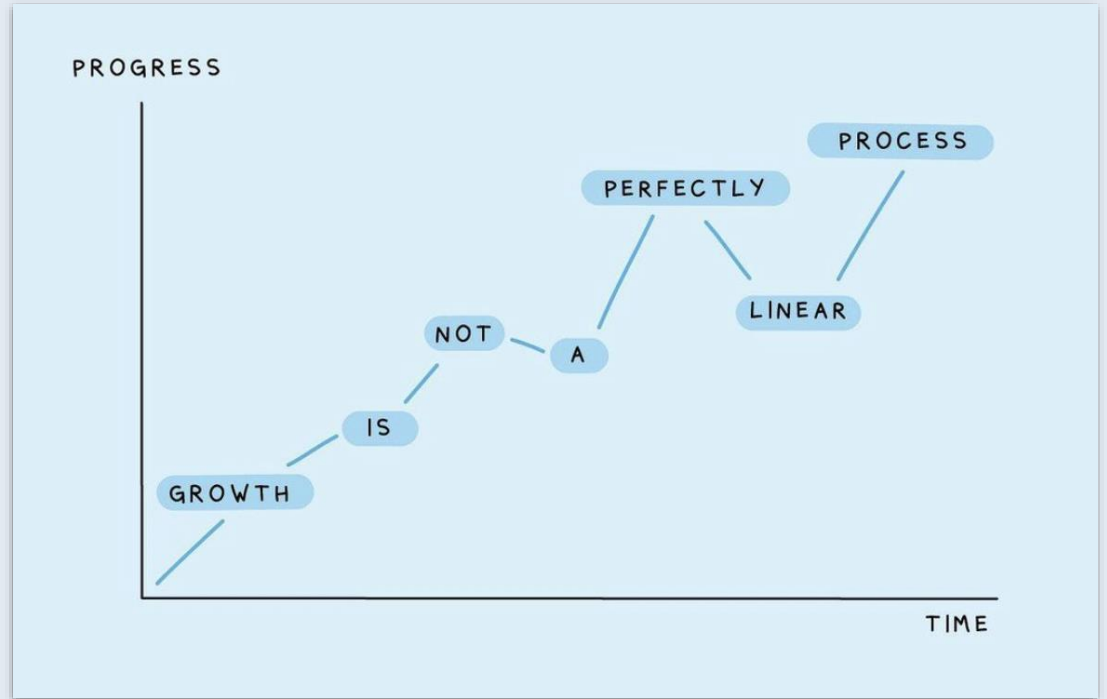 PROGRESS
GROWTH
IS
NOT
A
PERFECTLY
LINEAR
PROCESS
TIME